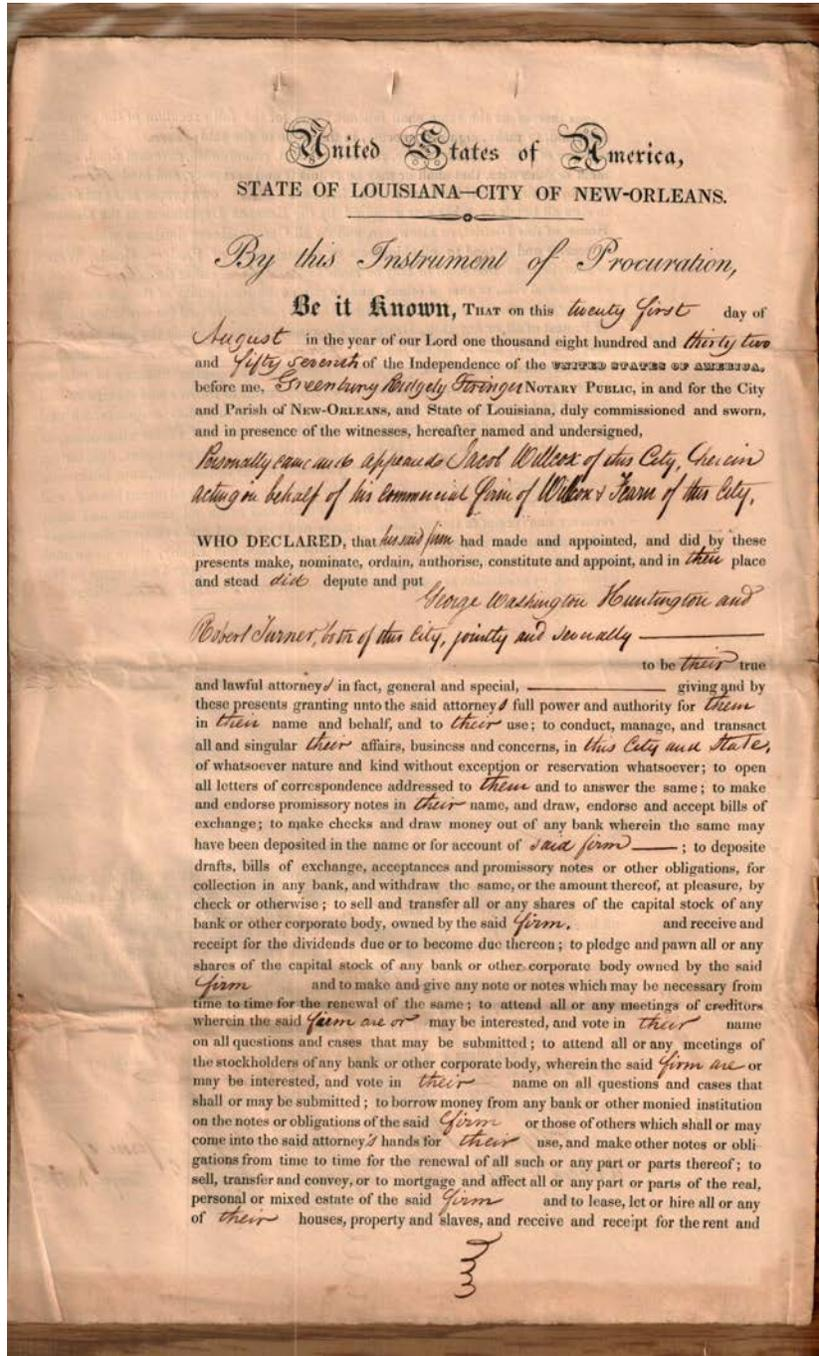 United States of America,
STATE OF LOUISIANA—CITY OF NEW-ORLEANS.
By this Instrument of Procuration,
Be it Known, THAT on this twenty first day of
August in the year of our Lord one thousand eight hundred and thirty two
and fifty seventh of the Independence of the UNITED STATES OF AMERICA,
before me, Greenbury Ridgely Stringer NOTARY PUBLIC, in and for the City
and Parish of NEW-ORLEANS, and State of Louisiana, duly commissioned and sworn,
and in presence of the witnesses, hereafter named and undersigned,
Personally came and appeared Jacob Willcox of this City, herein
acting on behalf of his commercial firm of Willcox & Fearn of this City,
WHO DECLARED, that his said firm had made and appointed, and did by these
presents make, nominate, ordain, authorise, constitute and appoint, and in their place
and stead did depute and put
George Washington Huntington and
Robert Turner, both of this City, jointly and severally
to be their true
and lawful attorneys in fact, general and special, giving and by
these presents granting unto the said attorneys full power and authority for them
in their name and behalf, and to their use; to conduct, manage, and transact
all and singular their affairs, business and concerns, in this City and State,
of whatsoever nature and kind without exception or reservation whatsoever; to open
all letters of correspondence addressed to them and to answer the same; to make
and endorse promissory notes in their name, and draw, endorse and accept bills of
exchange; to make checks and draw money out of any bank wherein the same may
have been deposited in the name or for account of said firm —; to deposite
drafts, bills of exchange, acceptances and promissory notes or other obligations, for
collection in any bank, and withdraw the same, or the amount thereof, at pleasure, by
check or otherwise; to sell and transfer all or any shares of the capital stock of any
bank or other corporate body, owned by the said firm. and receive and
receipt for the dividends due or to become due thereon; to pledge and pawn all or any
shares of the capital stock of any bank or other corporate body owned by the said
firm and to make and give any note or notes which may be necessary from
time to time for the renewal of the same; to attend all or any meetings of creditors
wherein the said firm are or may be interested, and vote in their name
on all questions and cases that may be submitted; to attend all or any meetings of
the stockholders of any bank or other corporate body, wherein the said firm are or
may be interested, and vote in their name on all questions and cases that
shall or may be submitted; to borrow money from any bank or other monied institution
on the notes or obligations of the said firm or those of others which shall or may
come into the said attorney's hands for their use, and make other notes or obli
gations from time to time for the renewal of all such or any part or parts thereof; to
sell, transfer and convey, or to mortgage and affect all or any part or parts of the real,
personal or mixed estate of the said firm and to lease, let or hire all or any
of their houses, property and slaves, and receive and receipt for the rent and